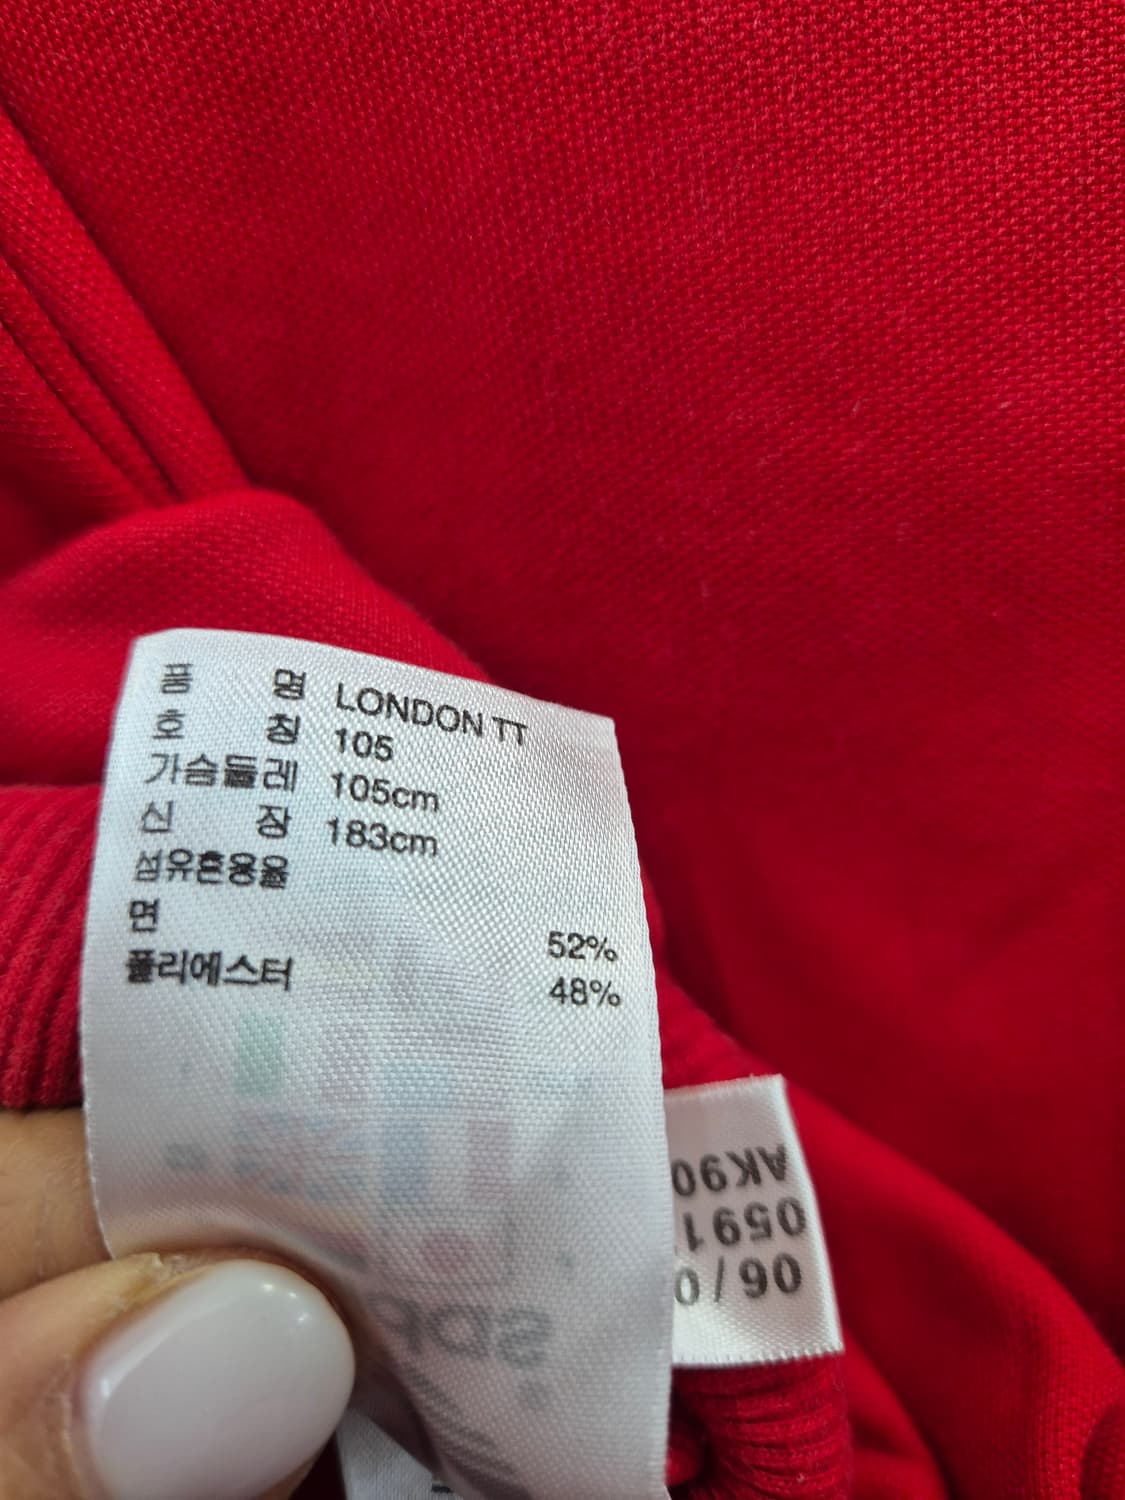 품 명 LONDON TT
호 칭 105
가슴둘레 105cm
신 장 183cm
섬유혼용율
면 52%
폴리에스터 48%
AK90
0591
06/0
adidas